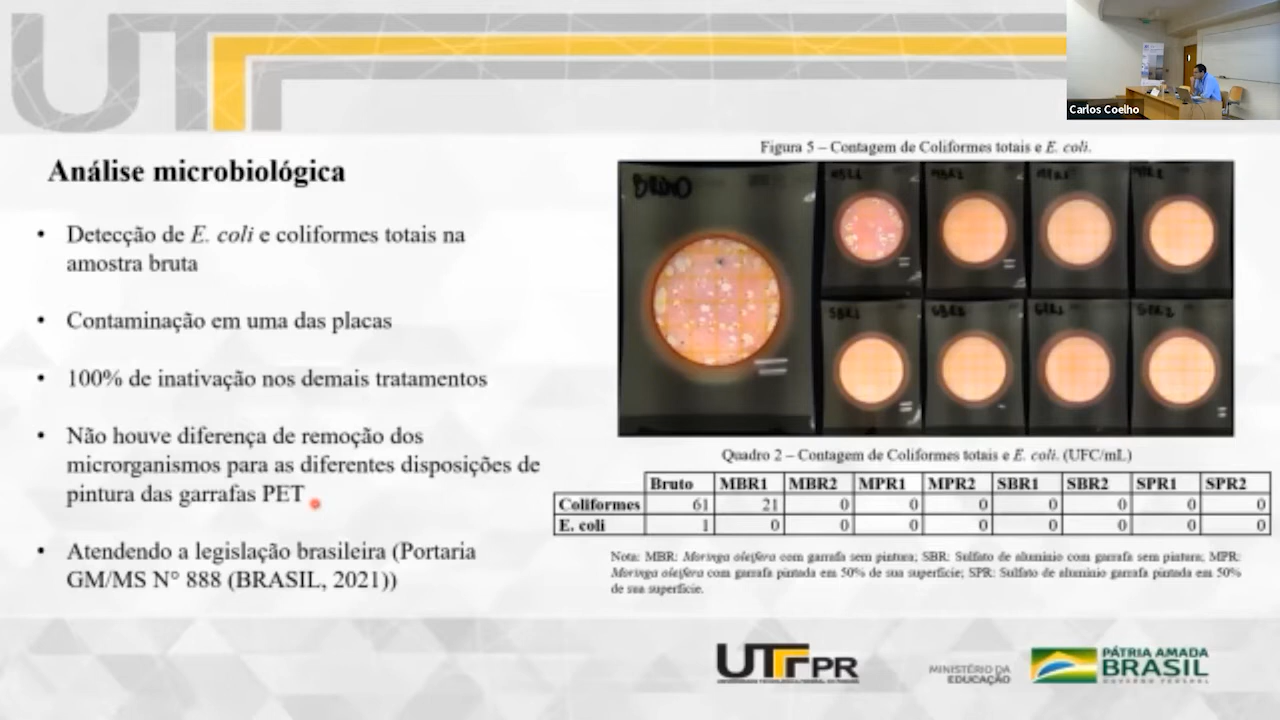 Carlos Coelho
Análise microbiológica
• Detecção de E. coli e coliformes totais na
amostra bruta
• Contaminação em uma das placas
• 100% de inativação nos demais tratamentos
• Não houve diferença de remoção dos
microrganismos para as diferentes disposições de
pintura das garrafas PET
• Atendendo a legislação brasileira (Portaria
GM/MS N° 888 (BRASIL, 2021))
Figura 5 – Contagem de Coliformes totais e E. coli.
Quadro 2 – Contagem de Coliformes totais e E. coli. (UFC/mL)
Bruto MBR1 MBR2 MPR1 MPR2 SBR1 SBR2 SPR1 SPR2
Coliformes 61 21 0 0 0 0 0 0 0
E. coli 1 0 0 0 0 0 0 0 0
Nota: MBR: Moringa oleifera com garrafa sem pintura; SBR: Sulfato de alumínio com garrafa sem pintura; MPR:
Moringa oleifera com garrafa pintada em 50% de sua superfície; SPR: Sulfato de alumínio garrafa pintada em 50%
de sua superfície.
UTFPR
MINISTÉRIO DA
EDUCAÇÃO
PÁTRIA AMADA
BRASIL
GOVERNO FEDERAL